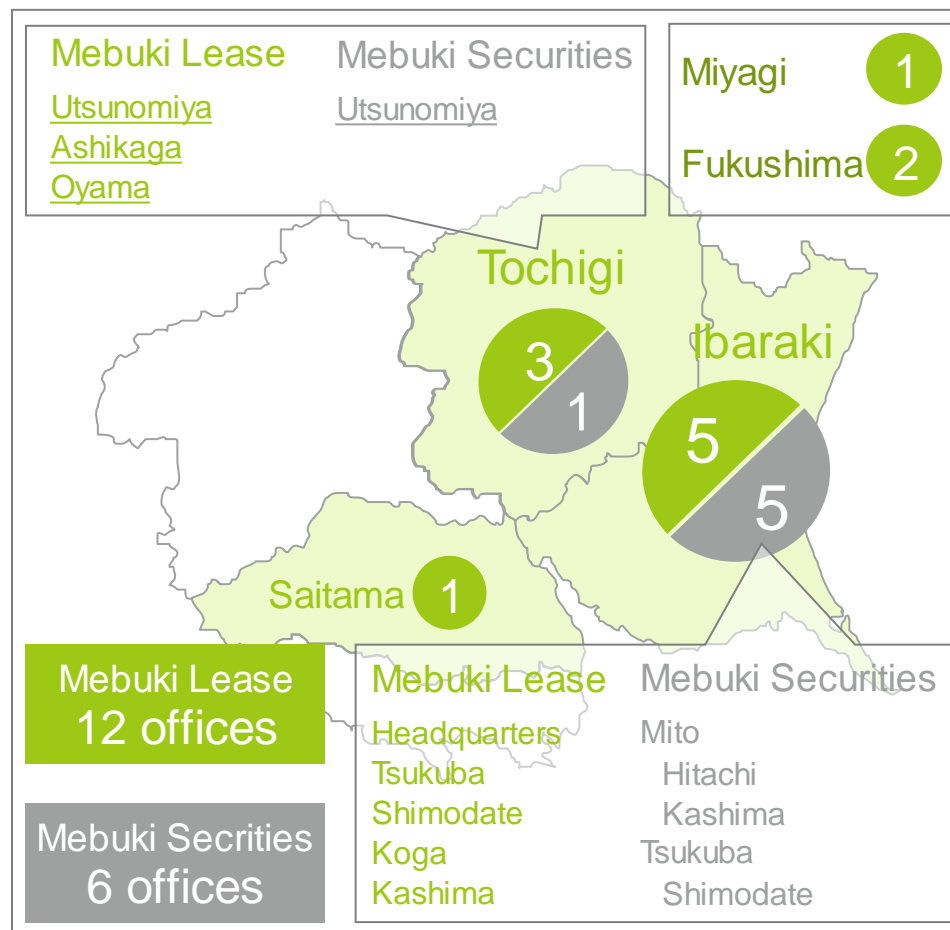 Mebuki Lease
Utsunomiya
Ashikaga
Oyama
Mebuki Securities
Utsunomiya
Miyagi 1
Fukushima 2
Tochigi
3
1
Ibaraki
5
5
Saitama 1
Mebuki Lease
12 offices
Mebuki Secrities
6 offices
Mebuki Lease
Headquarters
Tsukuba
Shimodate
Koga
Kashima
Mebuki Securities
Mito
Hitachi
Kashima
Tsukuba
Shimodate